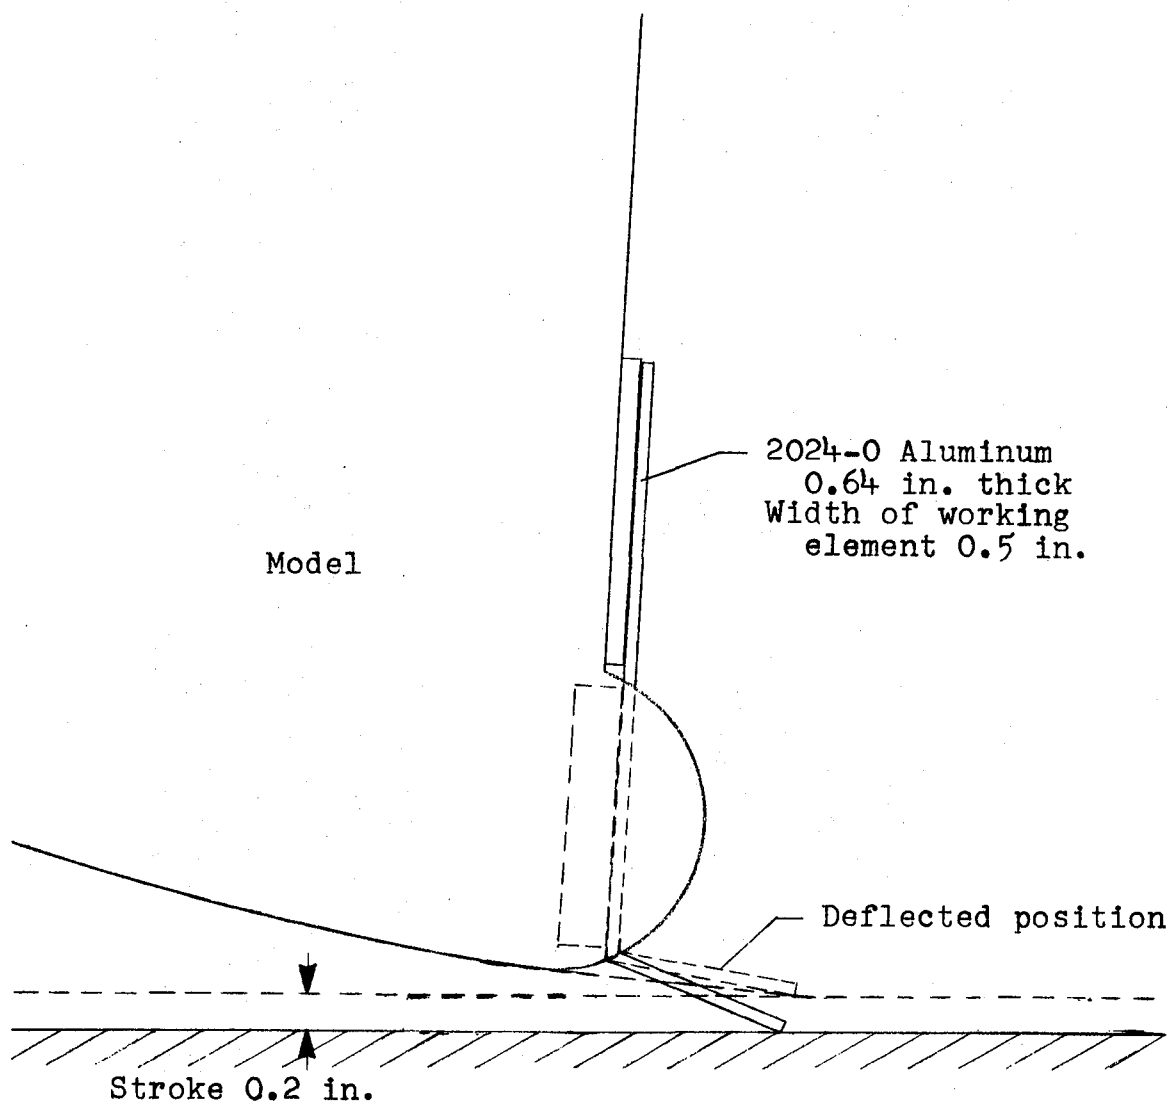 2024-0 Aluminum
0.64 in. thick
Width of working
element 0.5 in.
Model
Deflected position
Stroke 0.2 in.